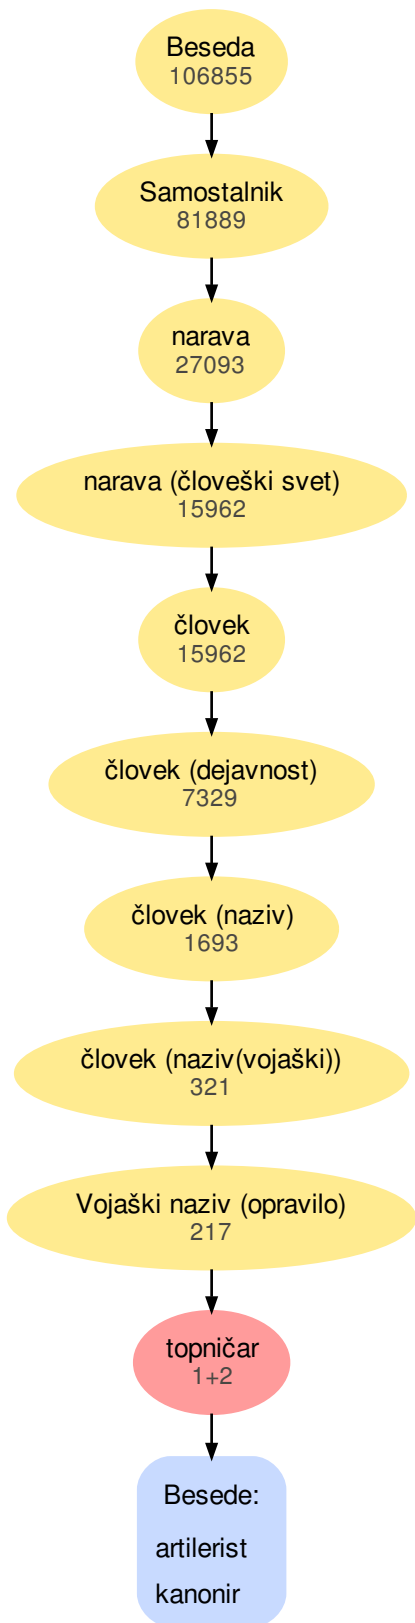 Beseda
106855
Samostalnik
81889
narava
27093
narava (človeški svet)
15962
človek
15962
človek (dejavnost)
7329
človek (naziv)
1693
človek (naziv(vojaški))
321
Vojaški naziv (opravilo)
217
topničar
1+2
Besede:
artilerist
kanonir